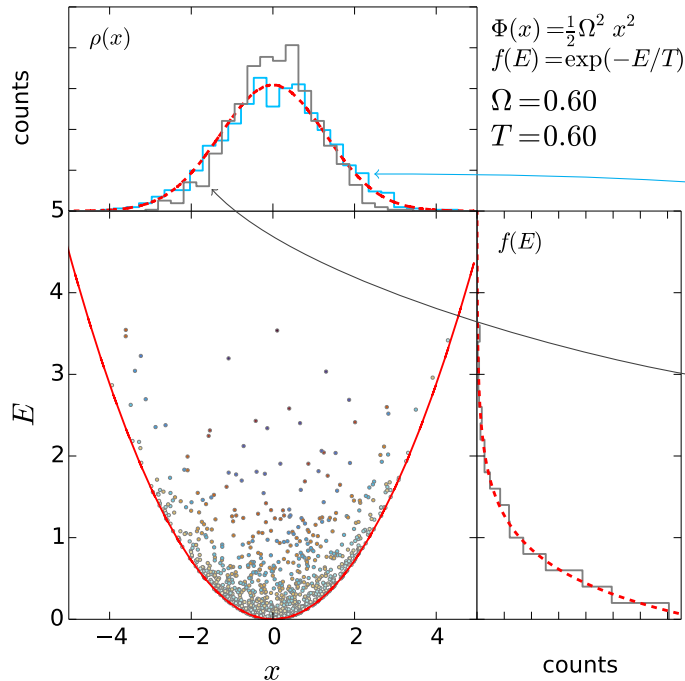 ρ(x)
Φ(x) = ½Ω² x²
f(E) = exp(−E/T)
Ω = 0.60
T = 0.60
counts
f(E)
5
4
3
2
1
0
E
−4 −2 0 2 4
x
counts